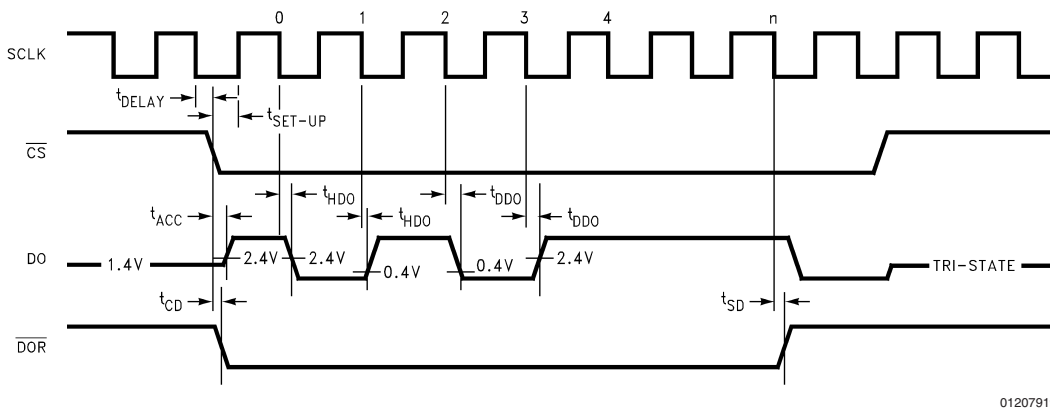 0 1 2 3 4 n
SCLK
tDELAY
tSET-UP
CS
tHDO
tDDO
tACC
tHDO
tDDO
DO
1.4V
2.4V
2.4V
0.4V
0.4V
2.4V
TRI-STATE
tCD
tSD
DOR
0120791